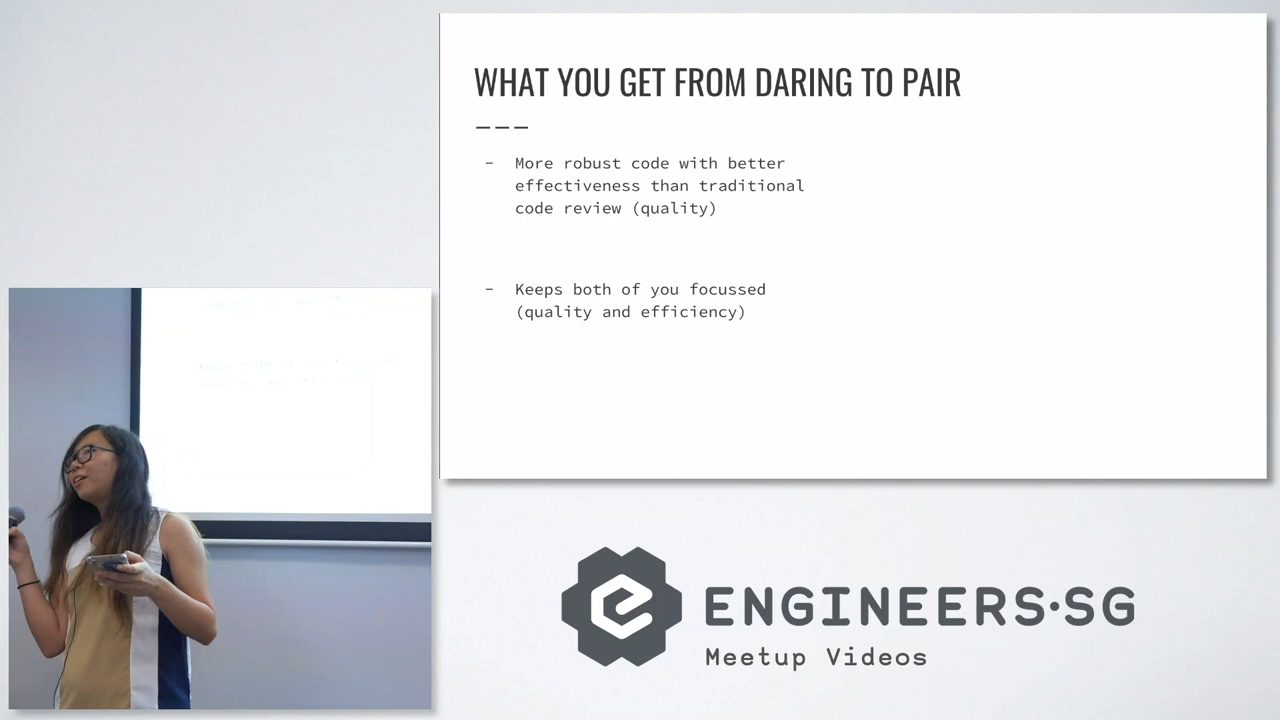 WHAT YOU GET FROM DARING TO PAIR
– More robust code with better
effectiveness than traditional
code review (quality)
– Keeps both of you focussed
(quality and efficiency)
ENGINEERS·SG
Meetup Videos